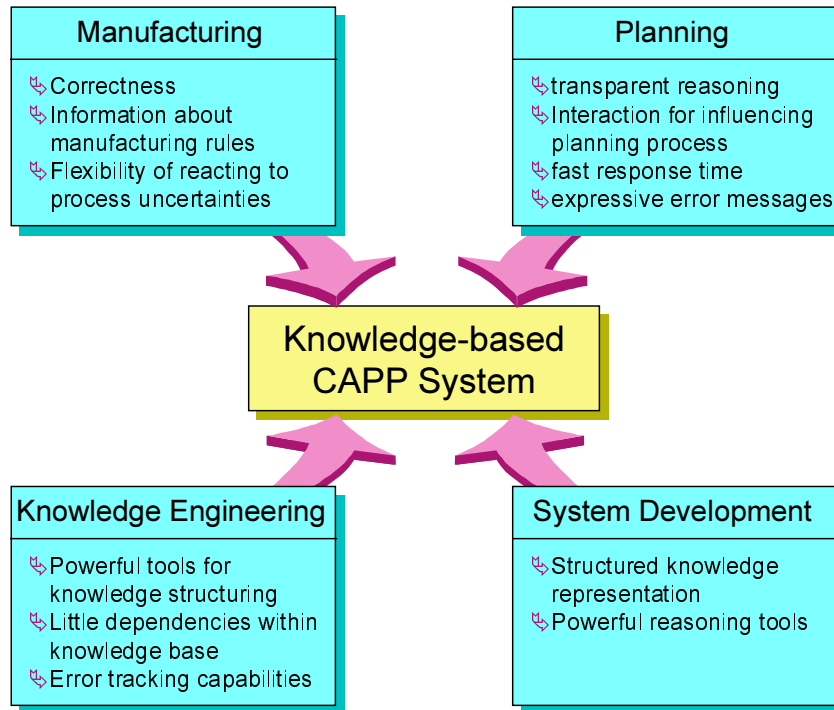 Manufacturing
Correctness
Information about
manufacturing rules
Flexibility of reacting to
process uncertainties
Planning
transparent reasoning
Interaction for influencing
planning process
fast response time
expressive error messages
Knowledge-based
CAPP System
Knowledge Engineering
Powerful tools for
knowledge structuring
Little dependencies within
knowledge base
Error tracking capabilities
System Development
Structured knowledge
representation
Powerful reasoning tools